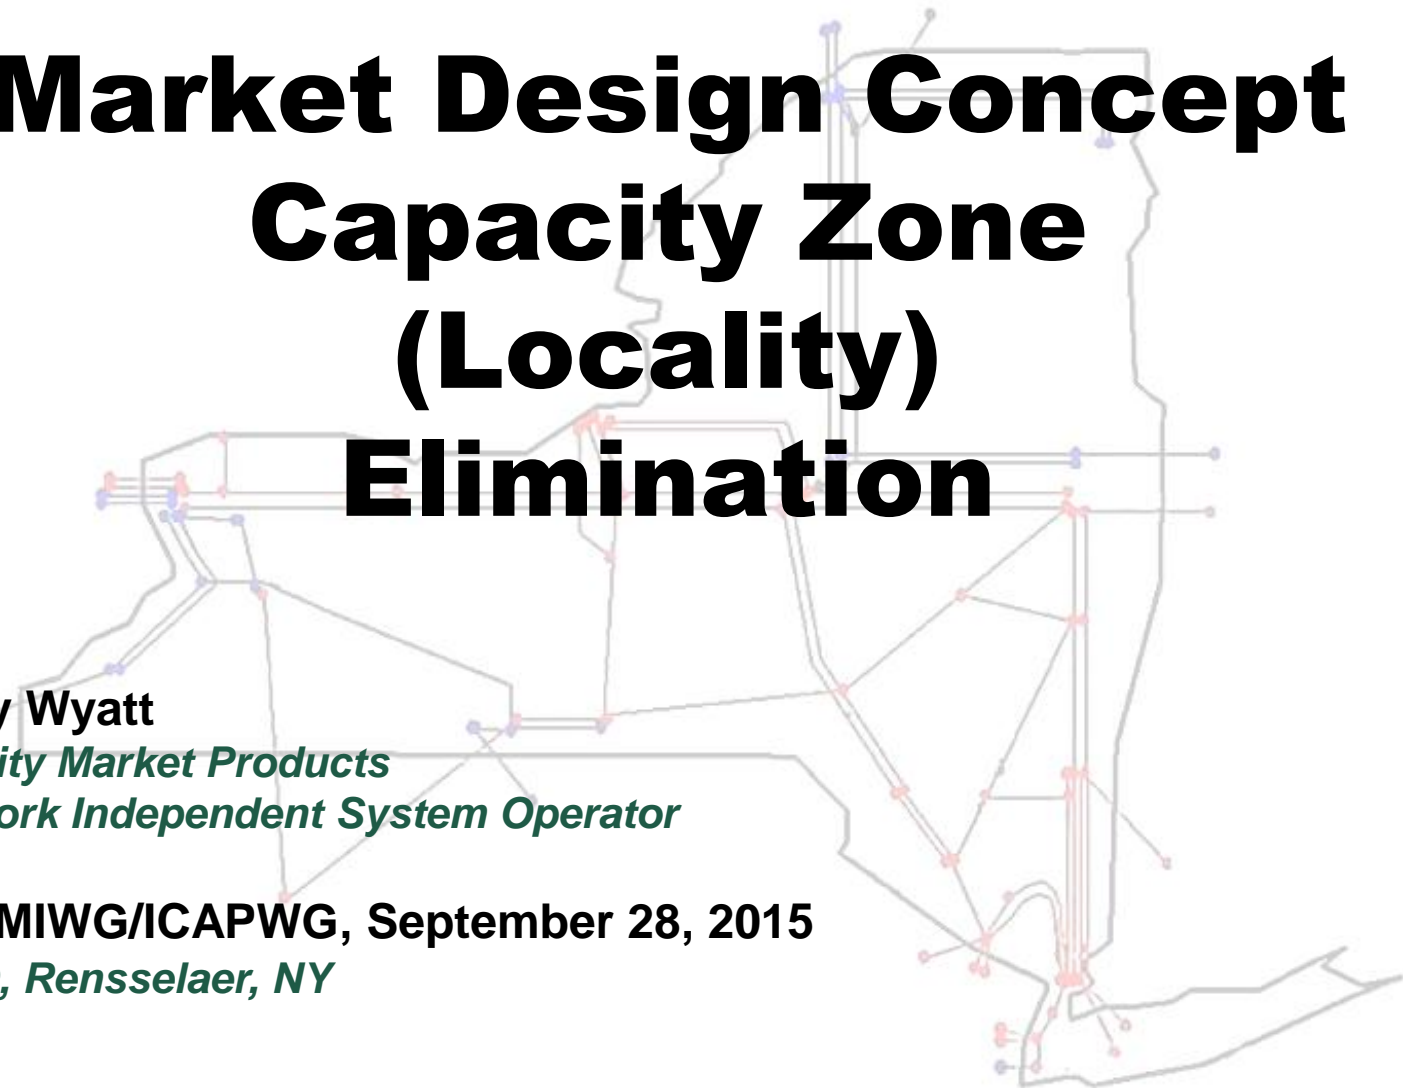 Market Design Concept
Capacity Zone
(Locality)
Elimination
y Wyatt
ity Market Products
ork Independent System Operator
MIWG/ICAPWG, September 28, 2015
, Rensselaer, NY